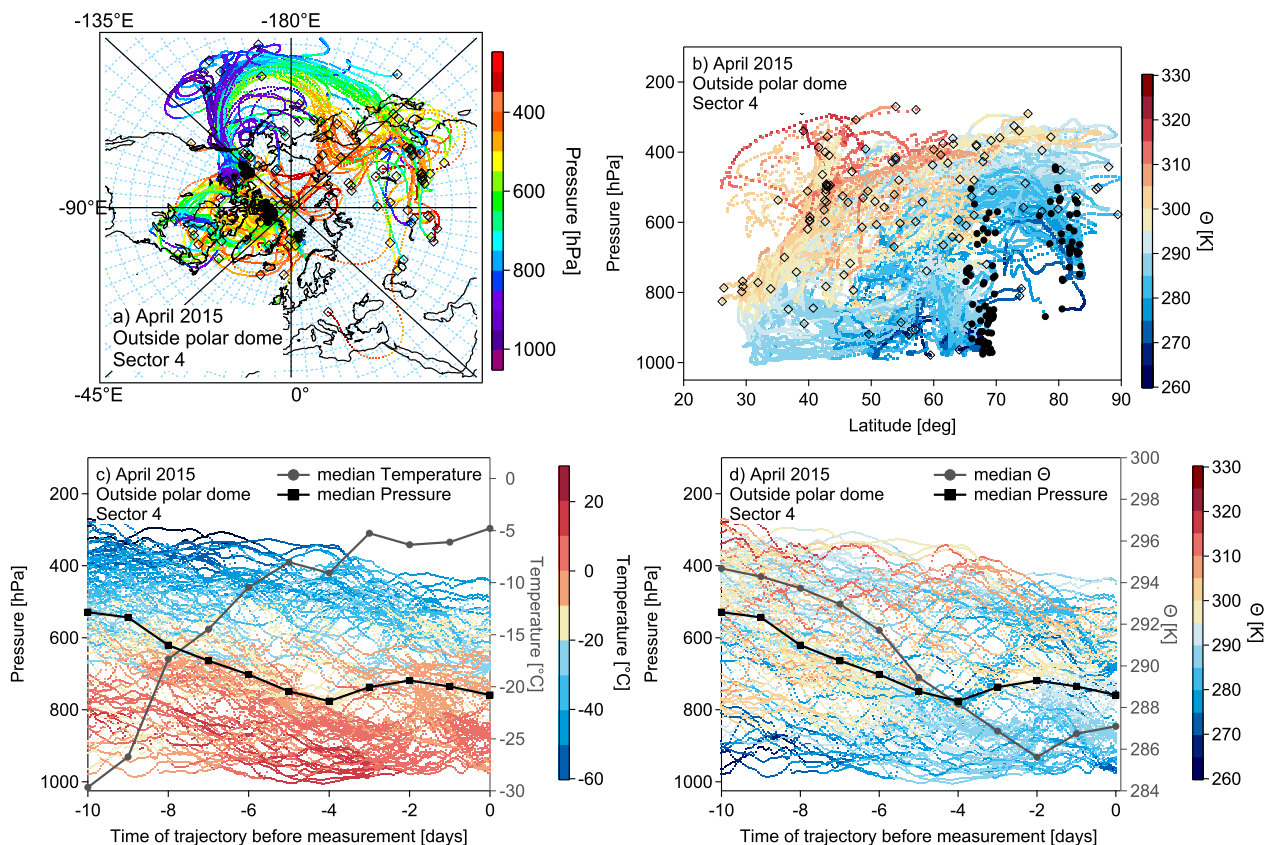 -135°E
-180°E
-90°E
-45°E
0°
a) April 2015
Outside polar dome
Sector 4
400
600
800
1000
Pressure [hPa]
b) April 2015
Outside polar dome
Sector 4
200
400
600
800
1000
Pressure [hPa]
20
30
40
50
60
70
80
90
Latitude [deg]
330
320
310
300
290
280
270
260
Θ [K]
c) April 2015
Outside polar dome
Sector 4
median Temperature
median Pressure
200
400
600
800
1000
Pressure [hPa]
-10
-8
-6
-4
-2
0
Time of trajectory before measurement [days]
0
-5
-10
-15
-20
-25
-30
Temperature [°C]
20
0
-20
-40
-60
Temperature [°C]
d) April 2015
Outside polar dome
Sector 4
median Θ
median Pressure
200
400
600
800
1000
Pressure [hPa]
-10
-8
-6
-4
-2
0
Time of trajectory before measurement [days]
300
298
296
294
292
290
288
286
284
Θ [K]
330
320
310
300
290
280
270
260
Θ [K]